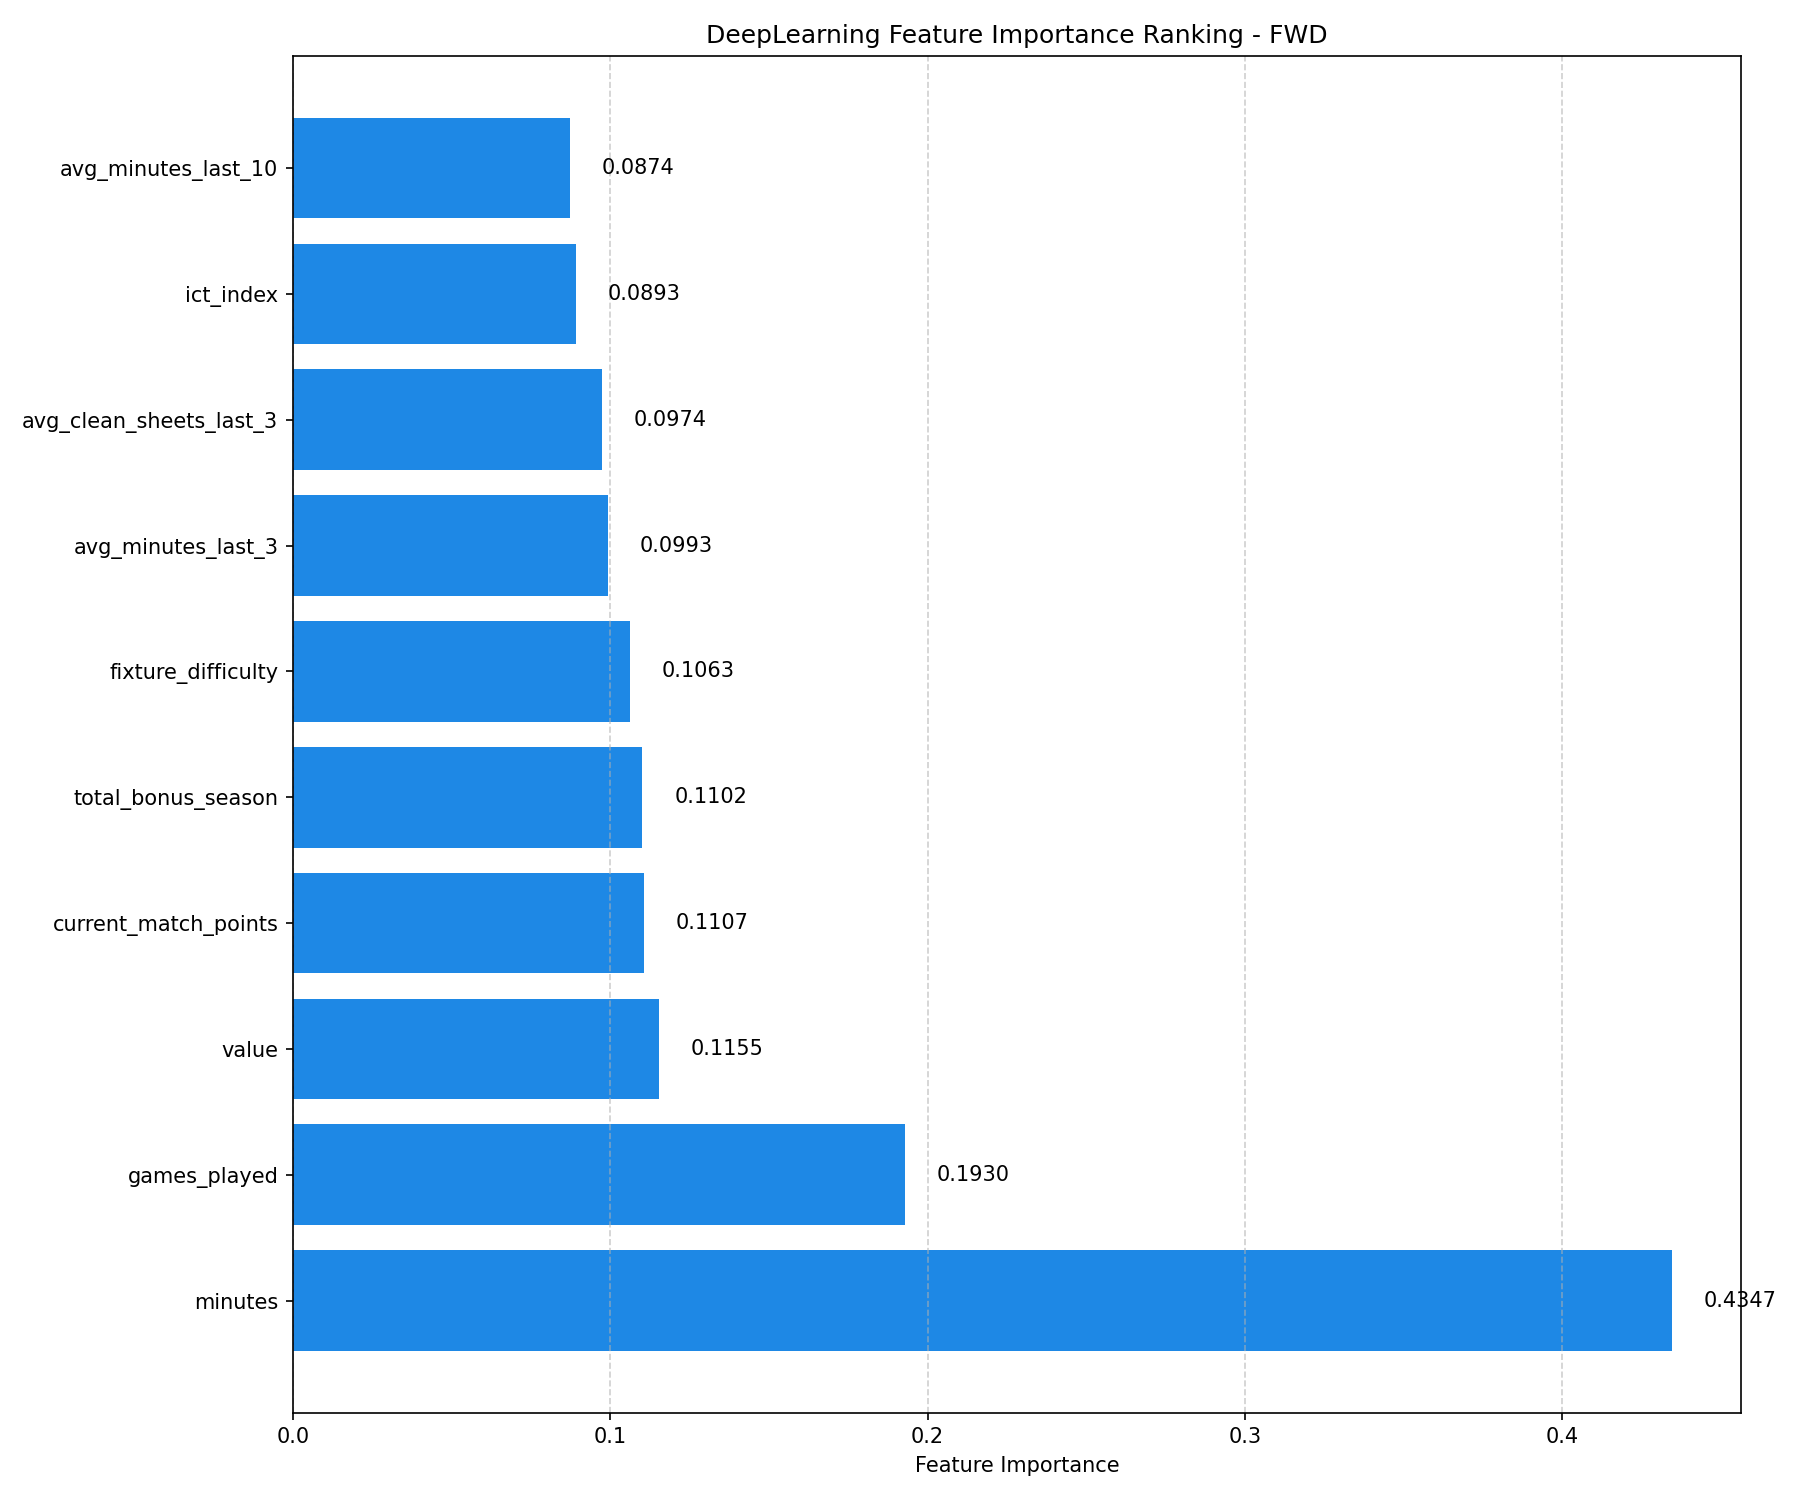 DeepLearning Feature Importance Ranking - FWD
avg_minutes_last_10 0.0874
ict_index 0.0893
avg_clean_sheets_last_3 0.0974
avg_minutes_last_3 0.0993
fixture_difficulty 0.1063
total_bonus_season 0.1102
current_match_points 0.1107
value 0.1155
games_played 0.1930
minutes 0.4347
0.0 0.1 0.2 0.3 0.4
Feature Importance